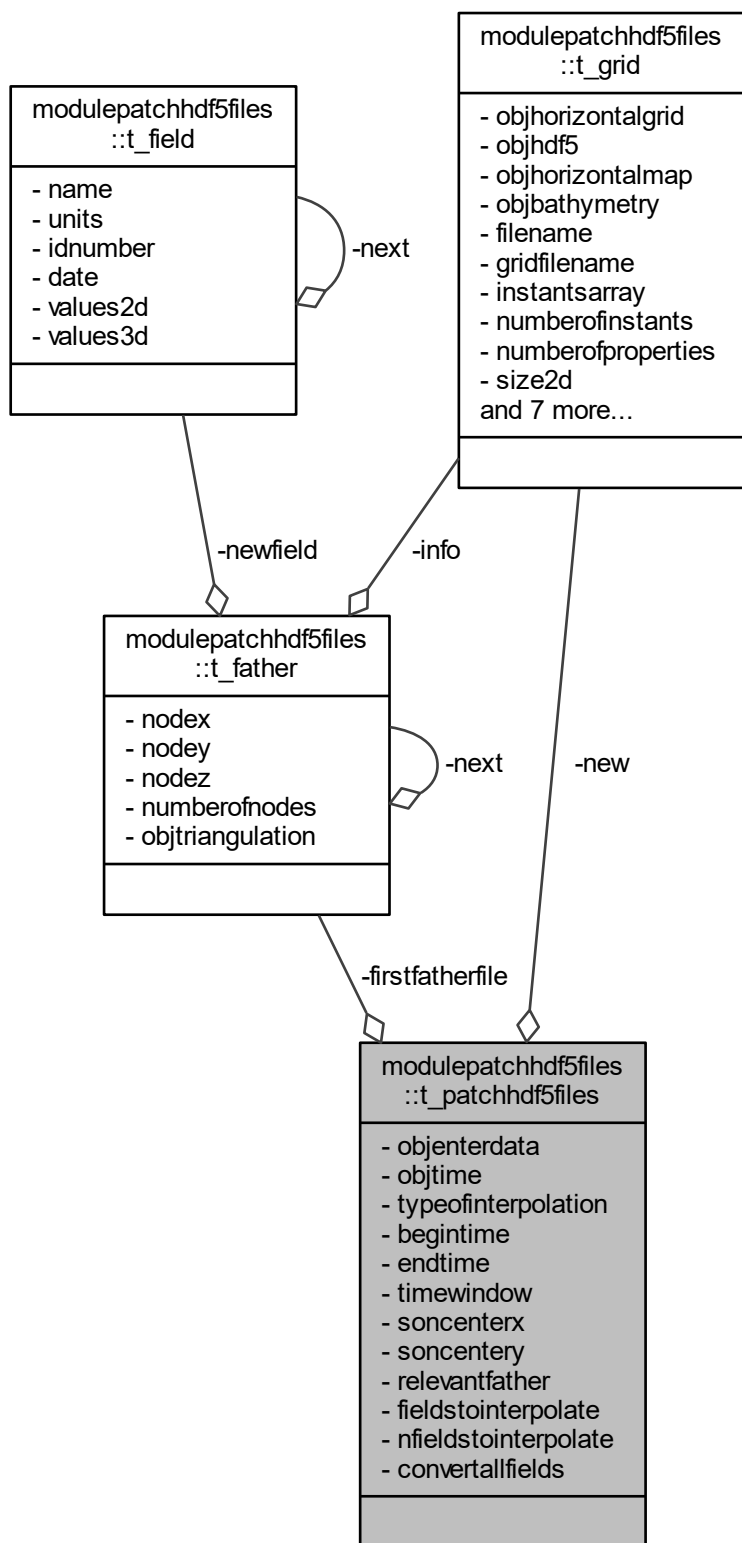 modulepatchhdf5files
::t_grid
- objhorizontalgrid
- objhdf5
- objhorizontalmap
- objbathymetry
- filename
- gridfilename
- instantsarray
- numberofinstants
- numberofproperties
- size2d
and 7 more...
modulepatchhdf5files
::t_field
- name
- units
- idnumber
- date
- values2d
- values3d
-next
-newfield
-info
modulepatchhdf5files
::t_father
- nodex
- nodey
- nodez
- numberofnodes
- objtriangulation
-next
-new
-firstfatherfile
modulepatchhdf5files
::t_patchhdf5files
- objenterdata
- objtime
- typeofinterpolation
- begintime
- endtime
- timewindow
- soncenterx
- soncentery
- relevantfather
- fieldstointerpolate
- nfieldstointerpolate
- convertallfields